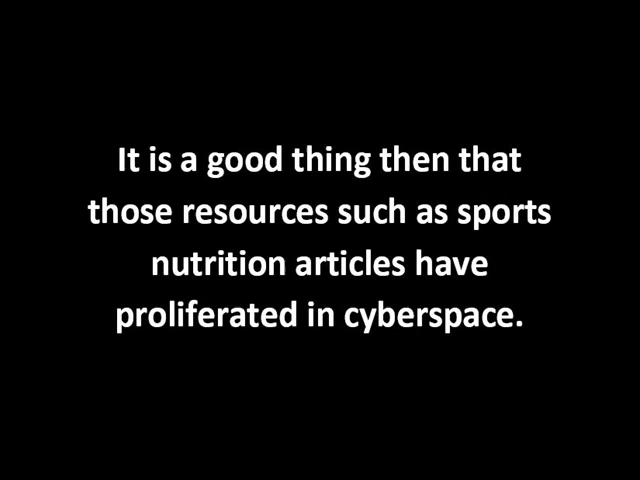 It is a good thing then that
those resources such as sports
nutrition articles have
proliferated in cyberspace.